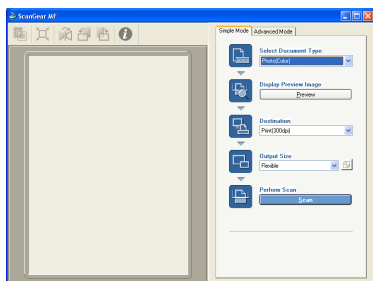 ScanGear MF
Simple Mode Advanced Mode
Select Document Type
Photo(Color)
Display Preview Image
Preview
Destination
Print(300dpi)
Output Size
Flexible
Perform Scan
Scan